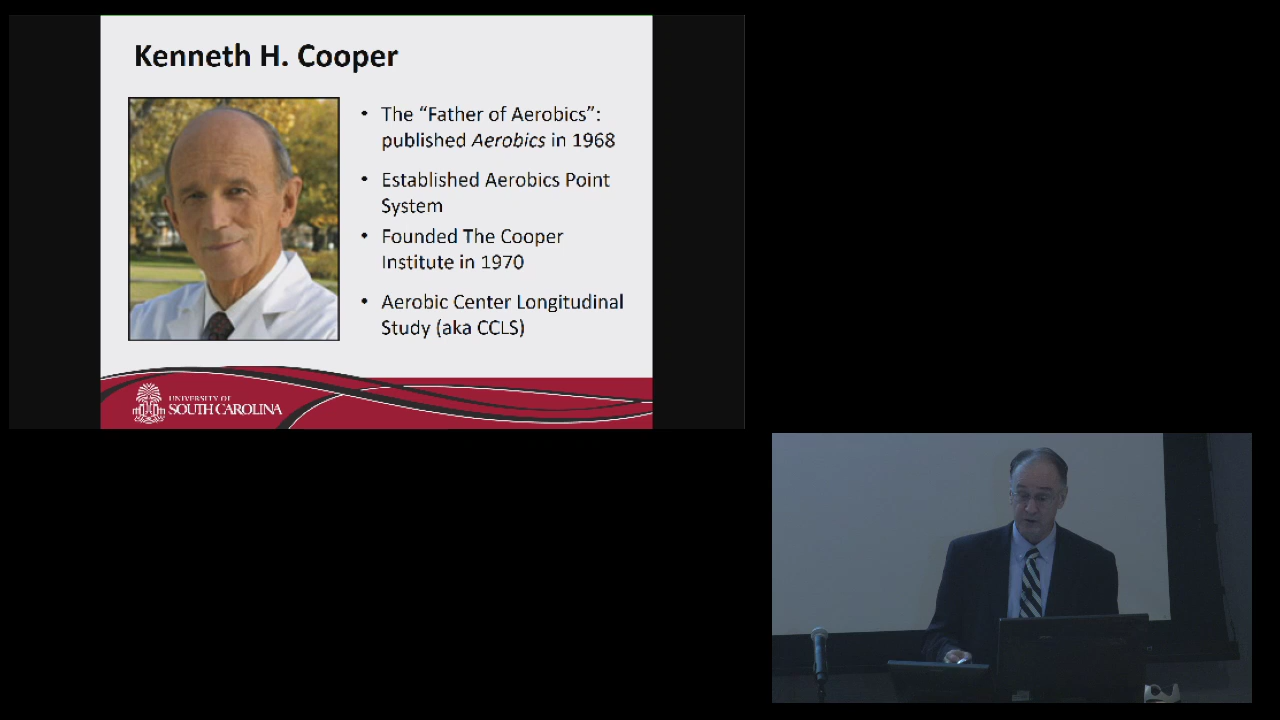 Kenneth H. Cooper
• The “Father of Aerobics”:
published Aerobics in 1968
• Established Aerobics Point
System
• Founded The Cooper
Institute in 1970
• Aerobic Center Longitudinal
Study (aka CCLS)
UNIVERSITY OF
SOUTH CAROLINA